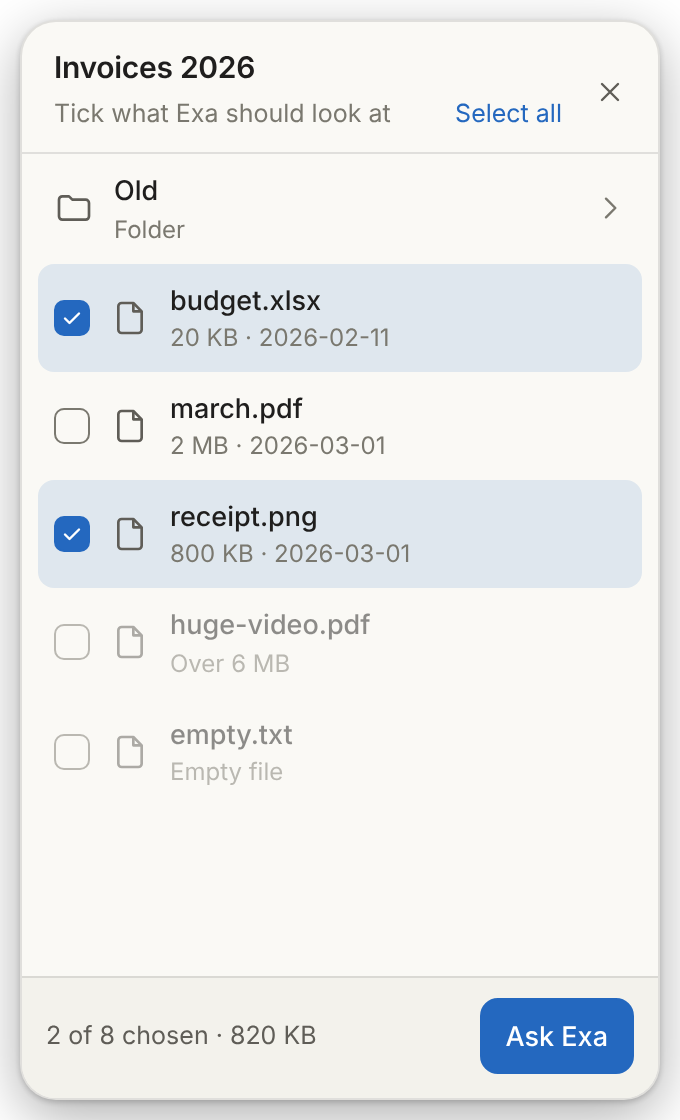 Invoices 2026
Tick what Exa should look at
Select all
Old
Folder
budget.xlsx
20 KB · 2026-02-11
march.pdf
2 MB · 2026-03-01
receipt.png
800 KB · 2026-03-01
huge-video.pdf
Over 6 MB
empty.txt
Empty file
2 of 8 chosen · 820 KB
Ask Exa